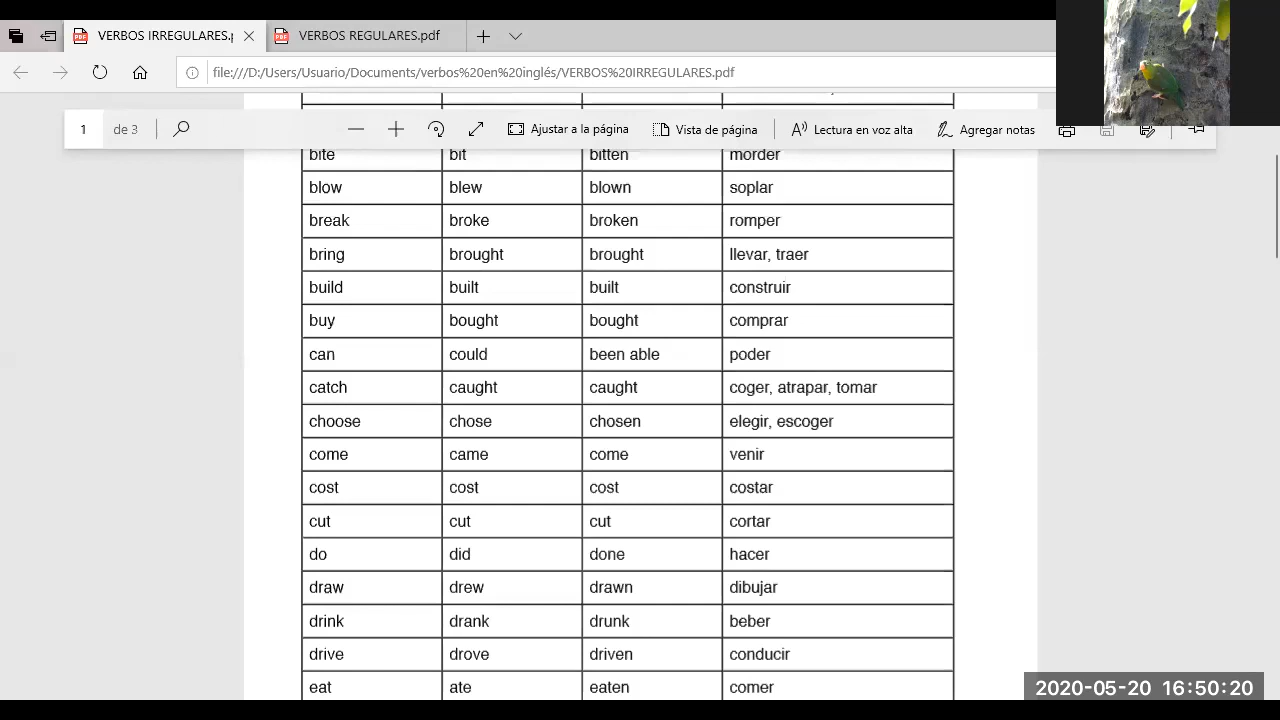 VERBOS IRREGULARES.p
VERBOS REGULARES.pdf
file:///D:/Users/Usuario/Documents/verbos%20en%20inglés/VERBOS%20IRREGULARES.pdf
1 de 3 Ajustar a la página Vista de página Lectura en voz alta Agregar notas
bite bit bitten morder
blow blew blown soplar
break broke broken romper
bring brought brought llevar, traer
build built built construir
buy bought bought comprar
can could been able poder
catch caught caught coger, atrapar, tomar
choose chose chosen elegir, escoger
come came come venir
cost cost cost costar
cut cut cut cortar
do did done hacer
draw drew drawn dibujar
drink drank drunk beber
drive drove driven conducir
eat ate eaten comer
2020-05-20 16:50:20